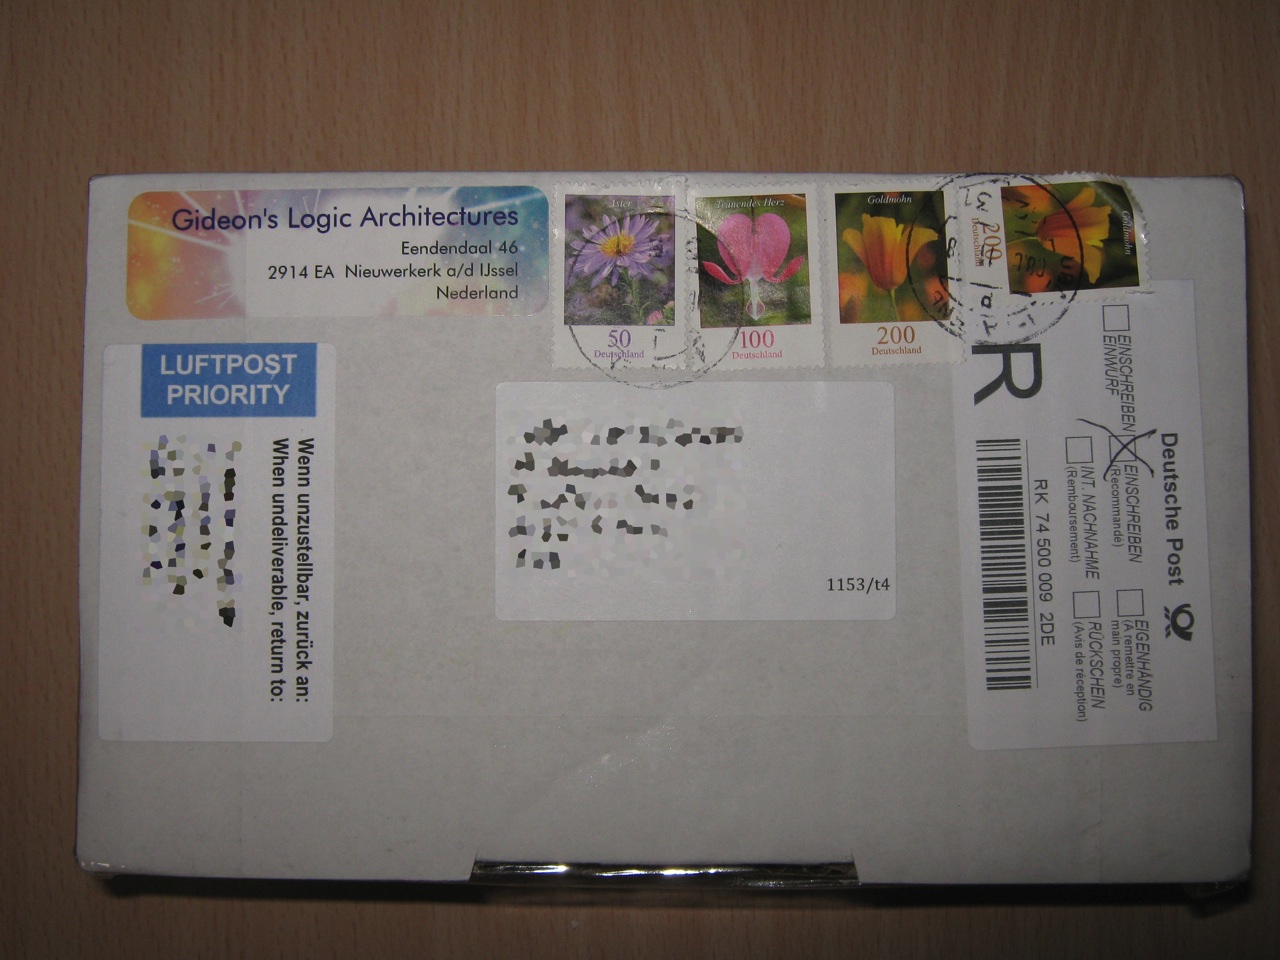 Gideon's Logic Architectures
Eendendaal 46
2914 EA Nieuwerkerk a/d IJssel
Nederland
Aster
50
Deutschland
Tränendes Herz
100
Deutschland
Goldmohn
200
Deutschland
Goldmohn
200
Deutschland
LUFTPOST
PRIORITY
Wenn unzustellbar, zurück an:
When undeliverable, return to:
1153/t4
R
Deutsche Post
EINSCHREIBEN
EINWURF
EINSCHREIBEN
(Recommandé)
EIGENHÄNDIG
(A remettre en
main propre)
INT. NACHNAHME
(Remboursement)
RÜCKSCHEIN
(Avis de réception)
RK 74 500 009 2DE